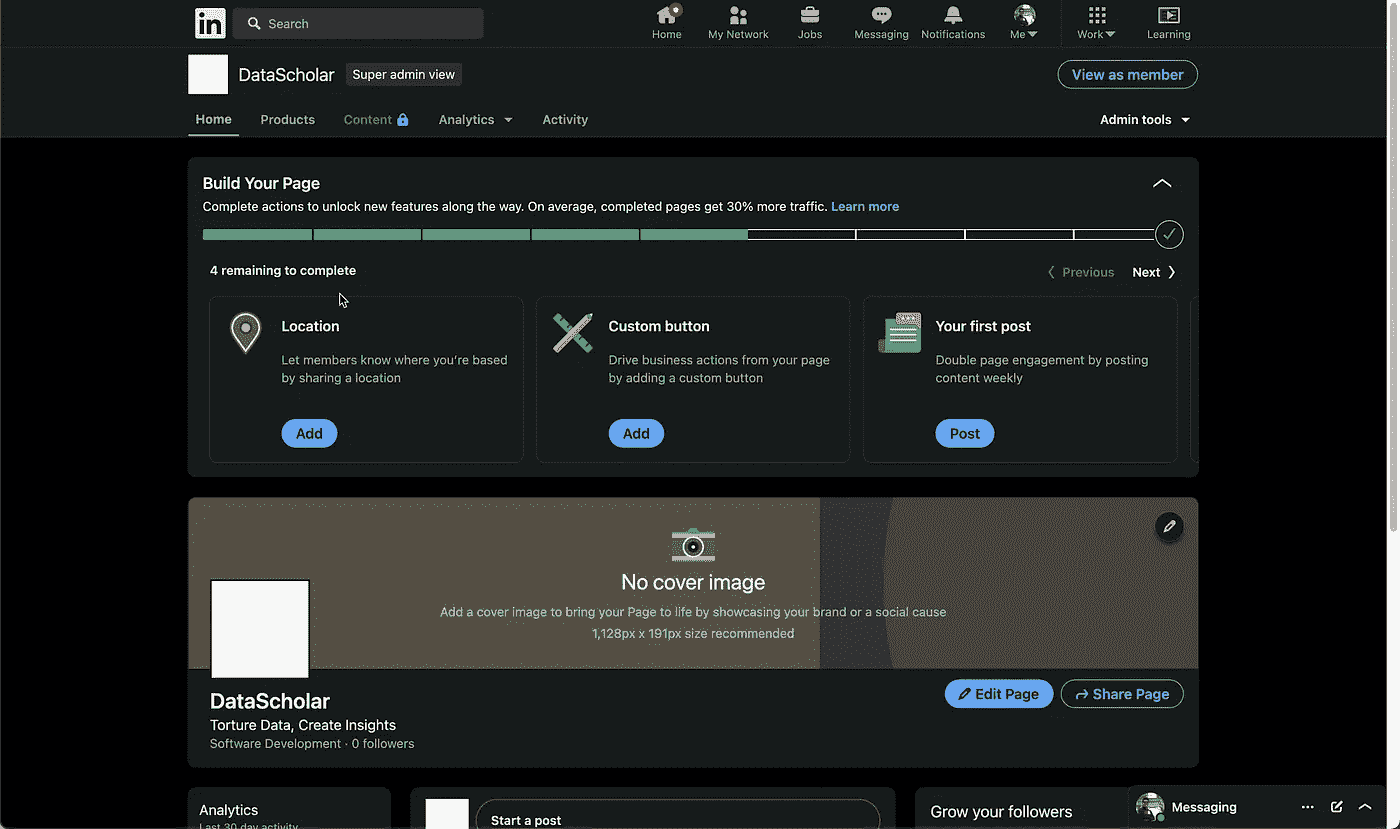 in
Search
Home
My Network
Jobs
Messaging
Notifications
Me
Work
Learning
DataScholar
Super admin view
View as member
Home
Products
Content
Analytics
Activity
Admin tools
Build Your Page
Complete actions to unlock new features along the way. On average, completed pages get 30% more traffic. Learn more
4 remaining to complete
Previous
Next
Location
Let members know where you're based
by sharing a location
Add
Custom button
Drive business actions from your page
by adding a custom button
Add
Your first post
Double page engagement by posting
content weekly
Post
No cover image
Add a cover image to bring your Page to life by showcasing your brand or a social cause
1,128px x 191px size recommended
DataScholar
Torture Data, Create Insights
Software Development · 0 followers
Edit Page
Share Page
Analytics
Last 30 day activity
Start a post
Grow your followers
Messaging